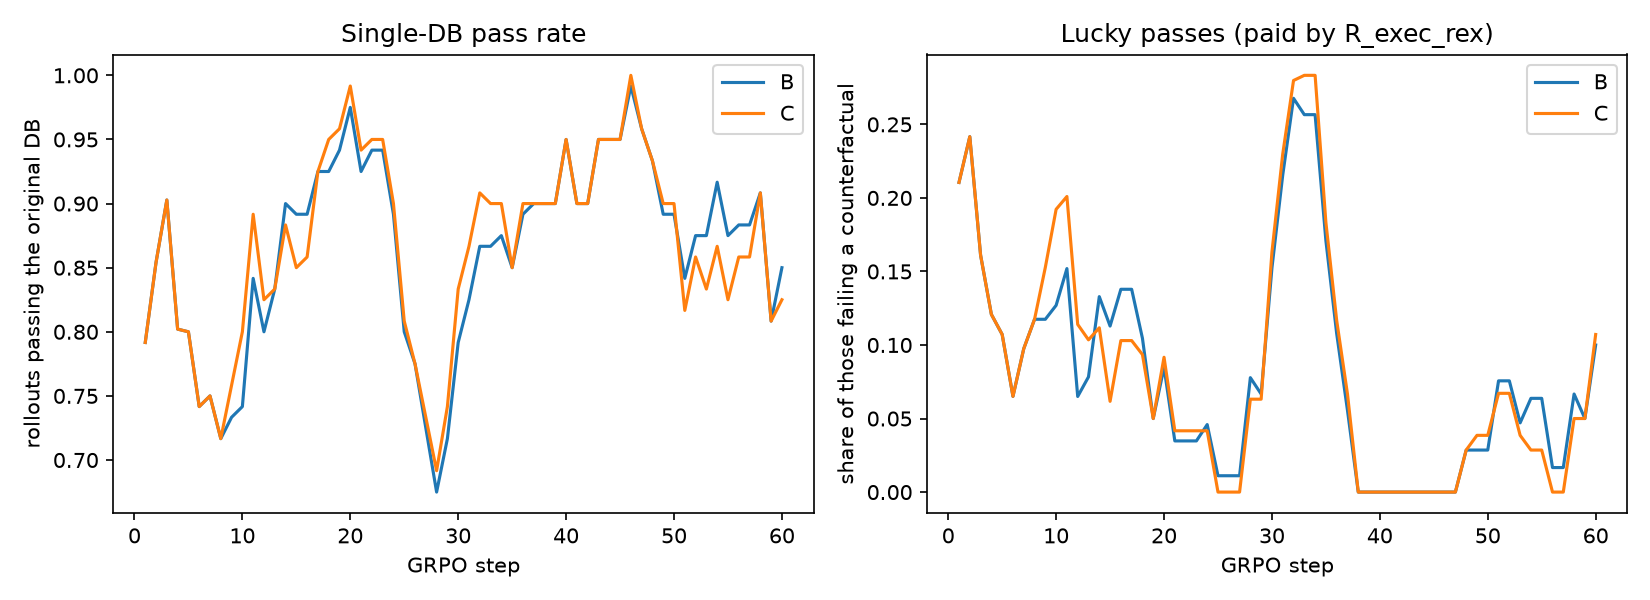 Single-DB pass rate
rollouts passing the original DB
1.00
0.95
0.90
0.85
0.80
0.75
0.70
B
C
0
10
20
30
40
50
60
GRPO step
Lucky passes (paid by R_exec_rex)
share of those failing a counterfactual
0.25
0.20
0.15
0.10
0.05
0.00
B
C
0
10
20
30
40
50
60
GRPO step